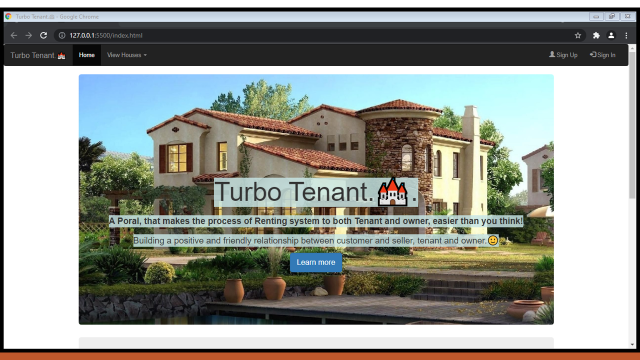 Turbo Tenant - Google Chrome
127.0.0.1:5500/index.html
Turbo Tenant Home View Houses Sign Up Sign In
Turbo Tenant. .
A Poral, that makes the process of Renting system to both Tenant and owner, easier than you think!
Building a positive and friendly relationship between customer and seller, tenant and owner.
Learn more